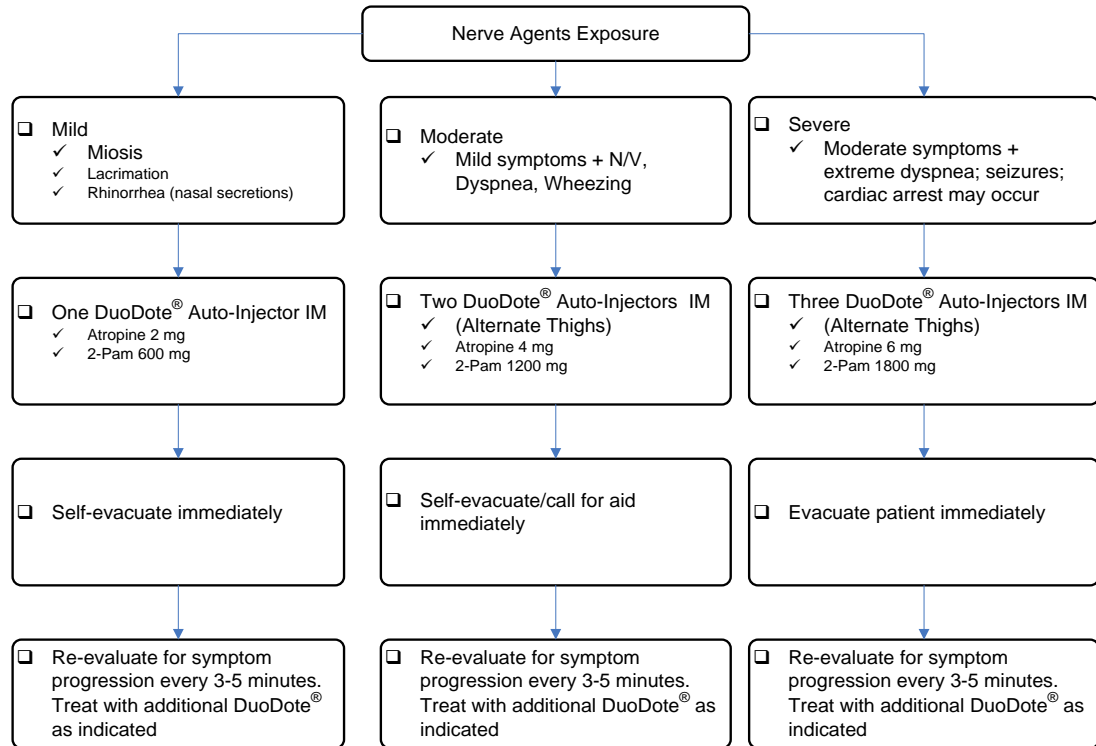 Nerve Agents Exposure
❑ Mild
✓ Miosis
✓ Lacrimation
✓ Rhinorrhea (nasal secretions)
❑ One DuoDote® Auto-Injector IM
✓ Atropine 2 mg
✓ 2-Pam 600 mg
❑ Self-evacuate immediately
❑ Re-evaluate for symptom
progression every 3-5 minutes.
Treat with additional DuoDote®
as indicated
❑ Moderate
✓ Mild symptoms + N/V,
Dyspnea, Wheezing
❑ Two DuoDote® Auto-Injectors IM
✓ (Alternate Thighs)
✓ Atropine 4 mg
✓ 2-Pam 1200 mg
❑ Self-evacuate/call for aid
immediately
❑ Re-evaluate for symptom
progression every 3-5 minutes.
Treat with additional DuoDote® as
indicated
❑ Severe
✓ Moderate symptoms +
extreme dyspnea; seizures;
cardiac arrest may occur
❑ Three DuoDote® Auto-Injectors IM
✓ (Alternate Thighs)
✓ Atropine 6 mg
✓ 2-Pam 1800 mg
❑ Evacuate patient immediately
❑ Re-evaluate for symptom
progression every 3-5 minutes.
Treat with additional DuoDote® as
indicated